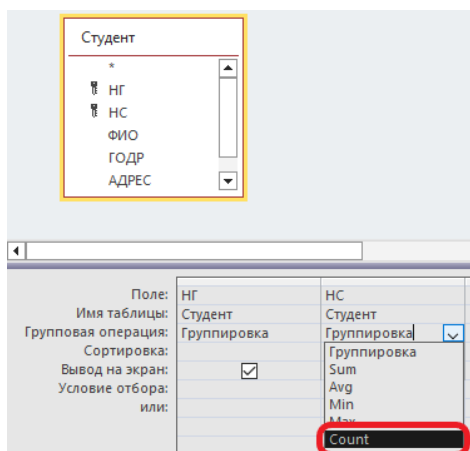 Студент
*
НГ
НС
ФИО
ГОДР
АДРЕС
Поле: НГ НС
Имя таблицы: Студент Студент
Групповая операция: Группировка Группировка
Сортировка: Группировка
Вывод на экран: Sum
Условие отбора: Avg
или: Min
Max
Count